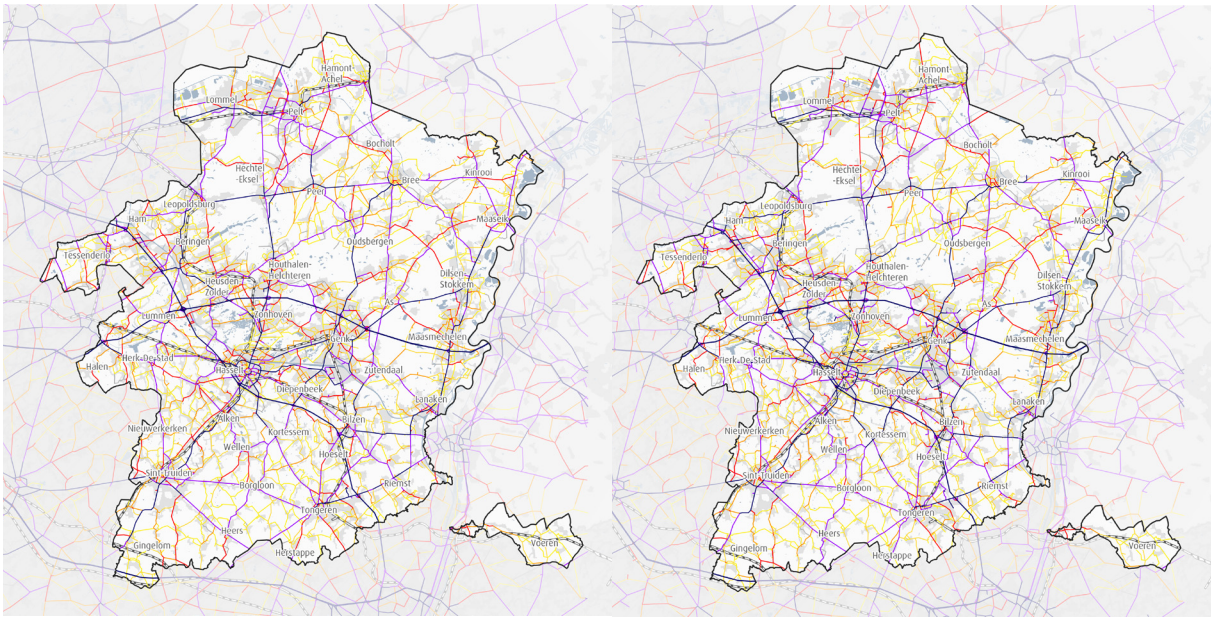 Hamont-
Achel
Lommel
Pelt
Bocholt
Hechtel
-Eksel
Kinrooi
Bree
Peer
Leopoldsburg
Ham
Maaseik
Beringen
Oudsbergen
Tessenderlo
Houthalen-
Helchteren
Heusden
Zolder
Dilsen
Stokkem
As
Lummen
Zonhoven
Genk
Maasmechelen
Herk De Stad
Halen
Hasselt
Zutendaal
Diepenbeek
Lanaken
Alken
Bilzen
Nieuwerkerken
Kortessem
Wellen
Hoeselt
Sint-Truiden
Borgloon
Riemst
Tongeren
Heers
Gingelom
Herstappe
Voeren
Hamont-
Achel
Lommel
Pelt
Bocholt
Hechtel
-Eksel
Kinrooi
Bree
Peer
Leopoldsburg
Ham
Maaseik
Beringen
Oudsbergen
Tessenderlo
Houthalen-
Helchteren
Heusden
Zolder
Dilsen
Stokkem
As
Lummen
Zonhoven
Genk
Maasmechelen
Herk De Stad
Halen
Hasselt
Zutendaal
Diepenbeek
Lanaken
Alken
Bilzen
Nieuwerkerken
Kortessem
Wellen
Hoeselt
Sint-Truiden
Borgloon
Riemst
Tongeren
Heers
Gingelom
Herstappe
Voeren